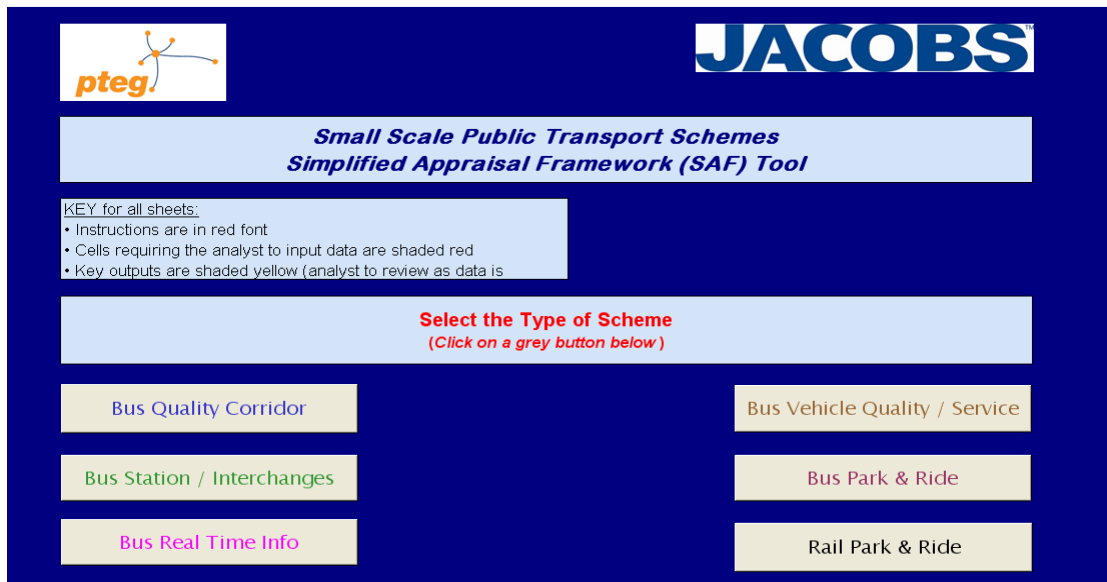 pteg.
JACOBS™
Small Scale Public Transport Schemes
Simplified Appraisal Framework (SAF) Tool
KEY for all sheets:
• Instructions are in red font
• Cells requiring the analyst to input data are shaded red
• Key outputs are shaded yellow (analyst to review as data is
Select the Type of Scheme
(Click on a grey button below)
Bus Quality Corridor
Bus Vehicle Quality / Service
Bus Station / Interchanges
Bus Park & Ride
Bus Real Time Info
Rail Park & Ride